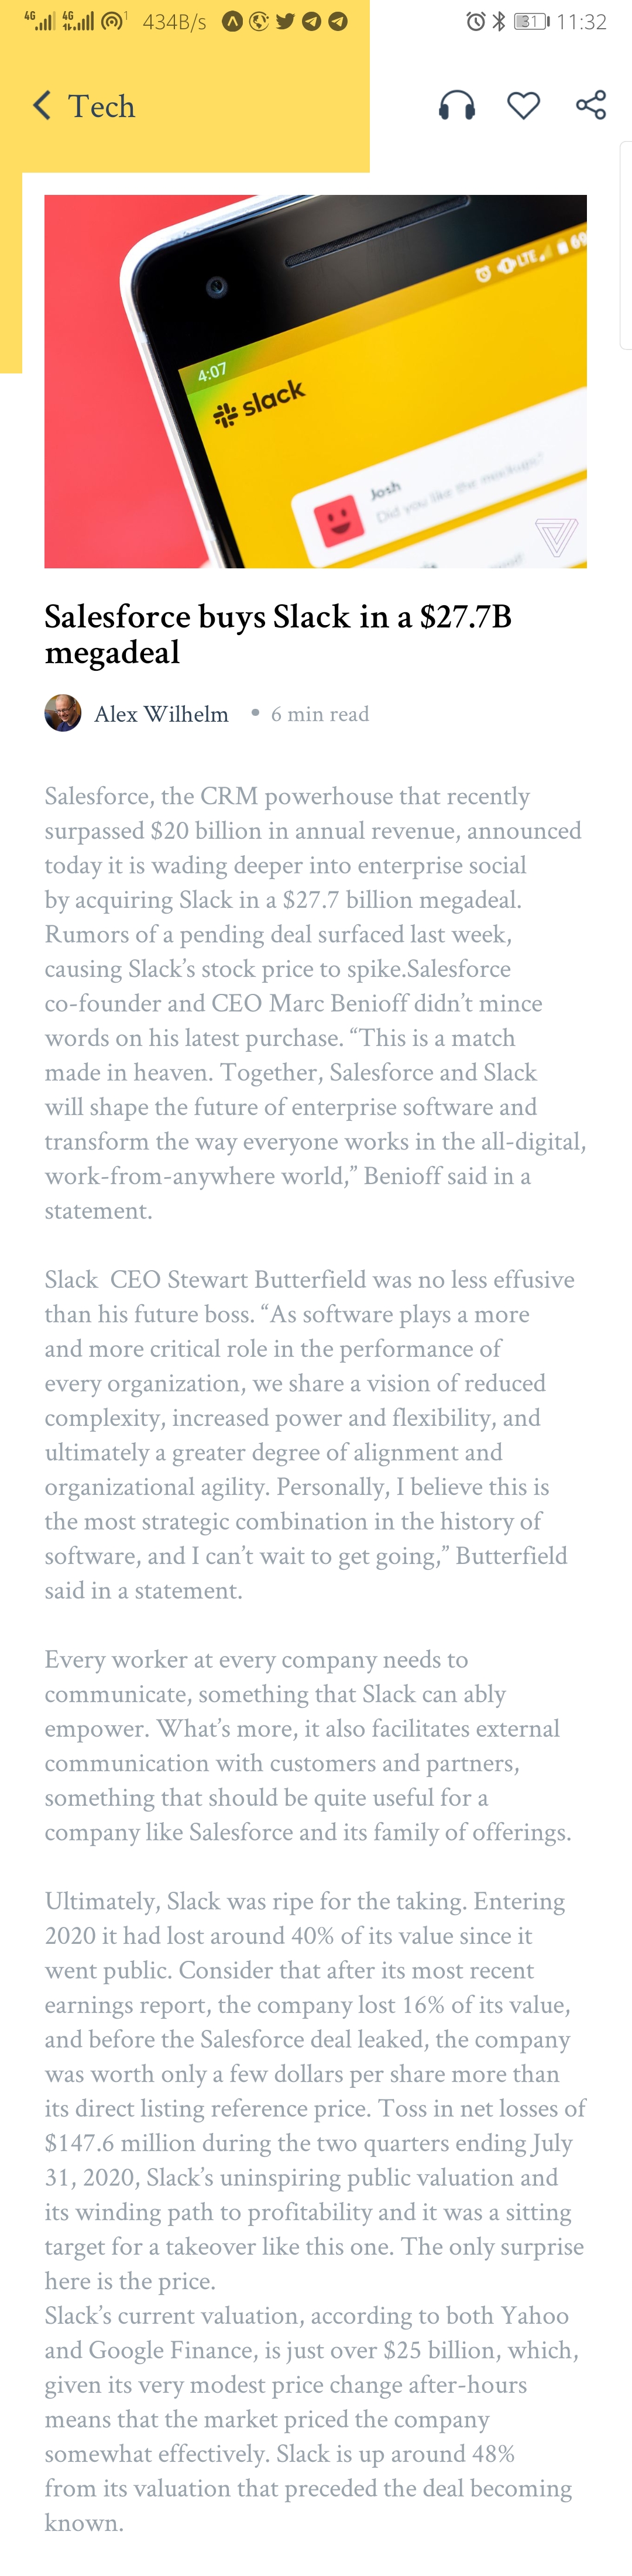 4G 4G 1 434B/s 31 11:32
Tech
4:07 LTE 69
slack
Josh
Did you like the mockups?
Salesforce buys Slack in a $27.7B
megadeal
Alex Wilhelm • 6 min read
Salesforce, the CRM powerhouse that recently
surpassed $20 billion in annual revenue, announced
today it is wading deeper into enterprise social
by acquiring Slack in a $27.7 billion megadeal.
Rumors of a pending deal surfaced last week,
causing Slack’s stock price to spike.Salesforce
co-founder and CEO Marc Benioff didn’t mince
words on his latest purchase. “This is a match
made in heaven. Together, Salesforce and Slack
will shape the future of enterprise software and
transform the way everyone works in the all-digital,
work-from-anywhere world,” Benioff said in a
statement.
Slack  CEO Stewart Butterfield was no less effusive
than his future boss. “As software plays a more
and more critical role in the performance of
every organization, we share a vision of reduced
complexity, increased power and flexibility, and
ultimately a greater degree of alignment and
organizational agility. Personally, I believe this is
the most strategic combination in the history of
software, and I can’t wait to get going,” Butterfield
said in a statement.
Every worker at every company needs to
communicate, something that Slack can ably
empower. What’s more, it also facilitates external
communication with customers and partners,
something that should be quite useful for a
company like Salesforce and its family of offerings.
Ultimately, Slack was ripe for the taking. Entering
2020 it had lost around 40% of its value since it
went public. Consider that after its most recent
earnings report, the company lost 16% of its value,
and before the Salesforce deal leaked, the company
was worth only a few dollars per share more than
its direct listing reference price. Toss in net losses of
$147.6 million during the two quarters ending July
31, 2020, Slack’s uninspiring public valuation and
its winding path to profitability and it was a sitting
target for a takeover like this one. The only surprise
here is the price.
Slack’s current valuation, according to both Yahoo
and Google Finance, is just over $25 billion, which,
given its very modest price change after-hours
means that the market priced the company
somewhat effectively. Slack is up around 48%
from its valuation that preceded the deal becoming
known.